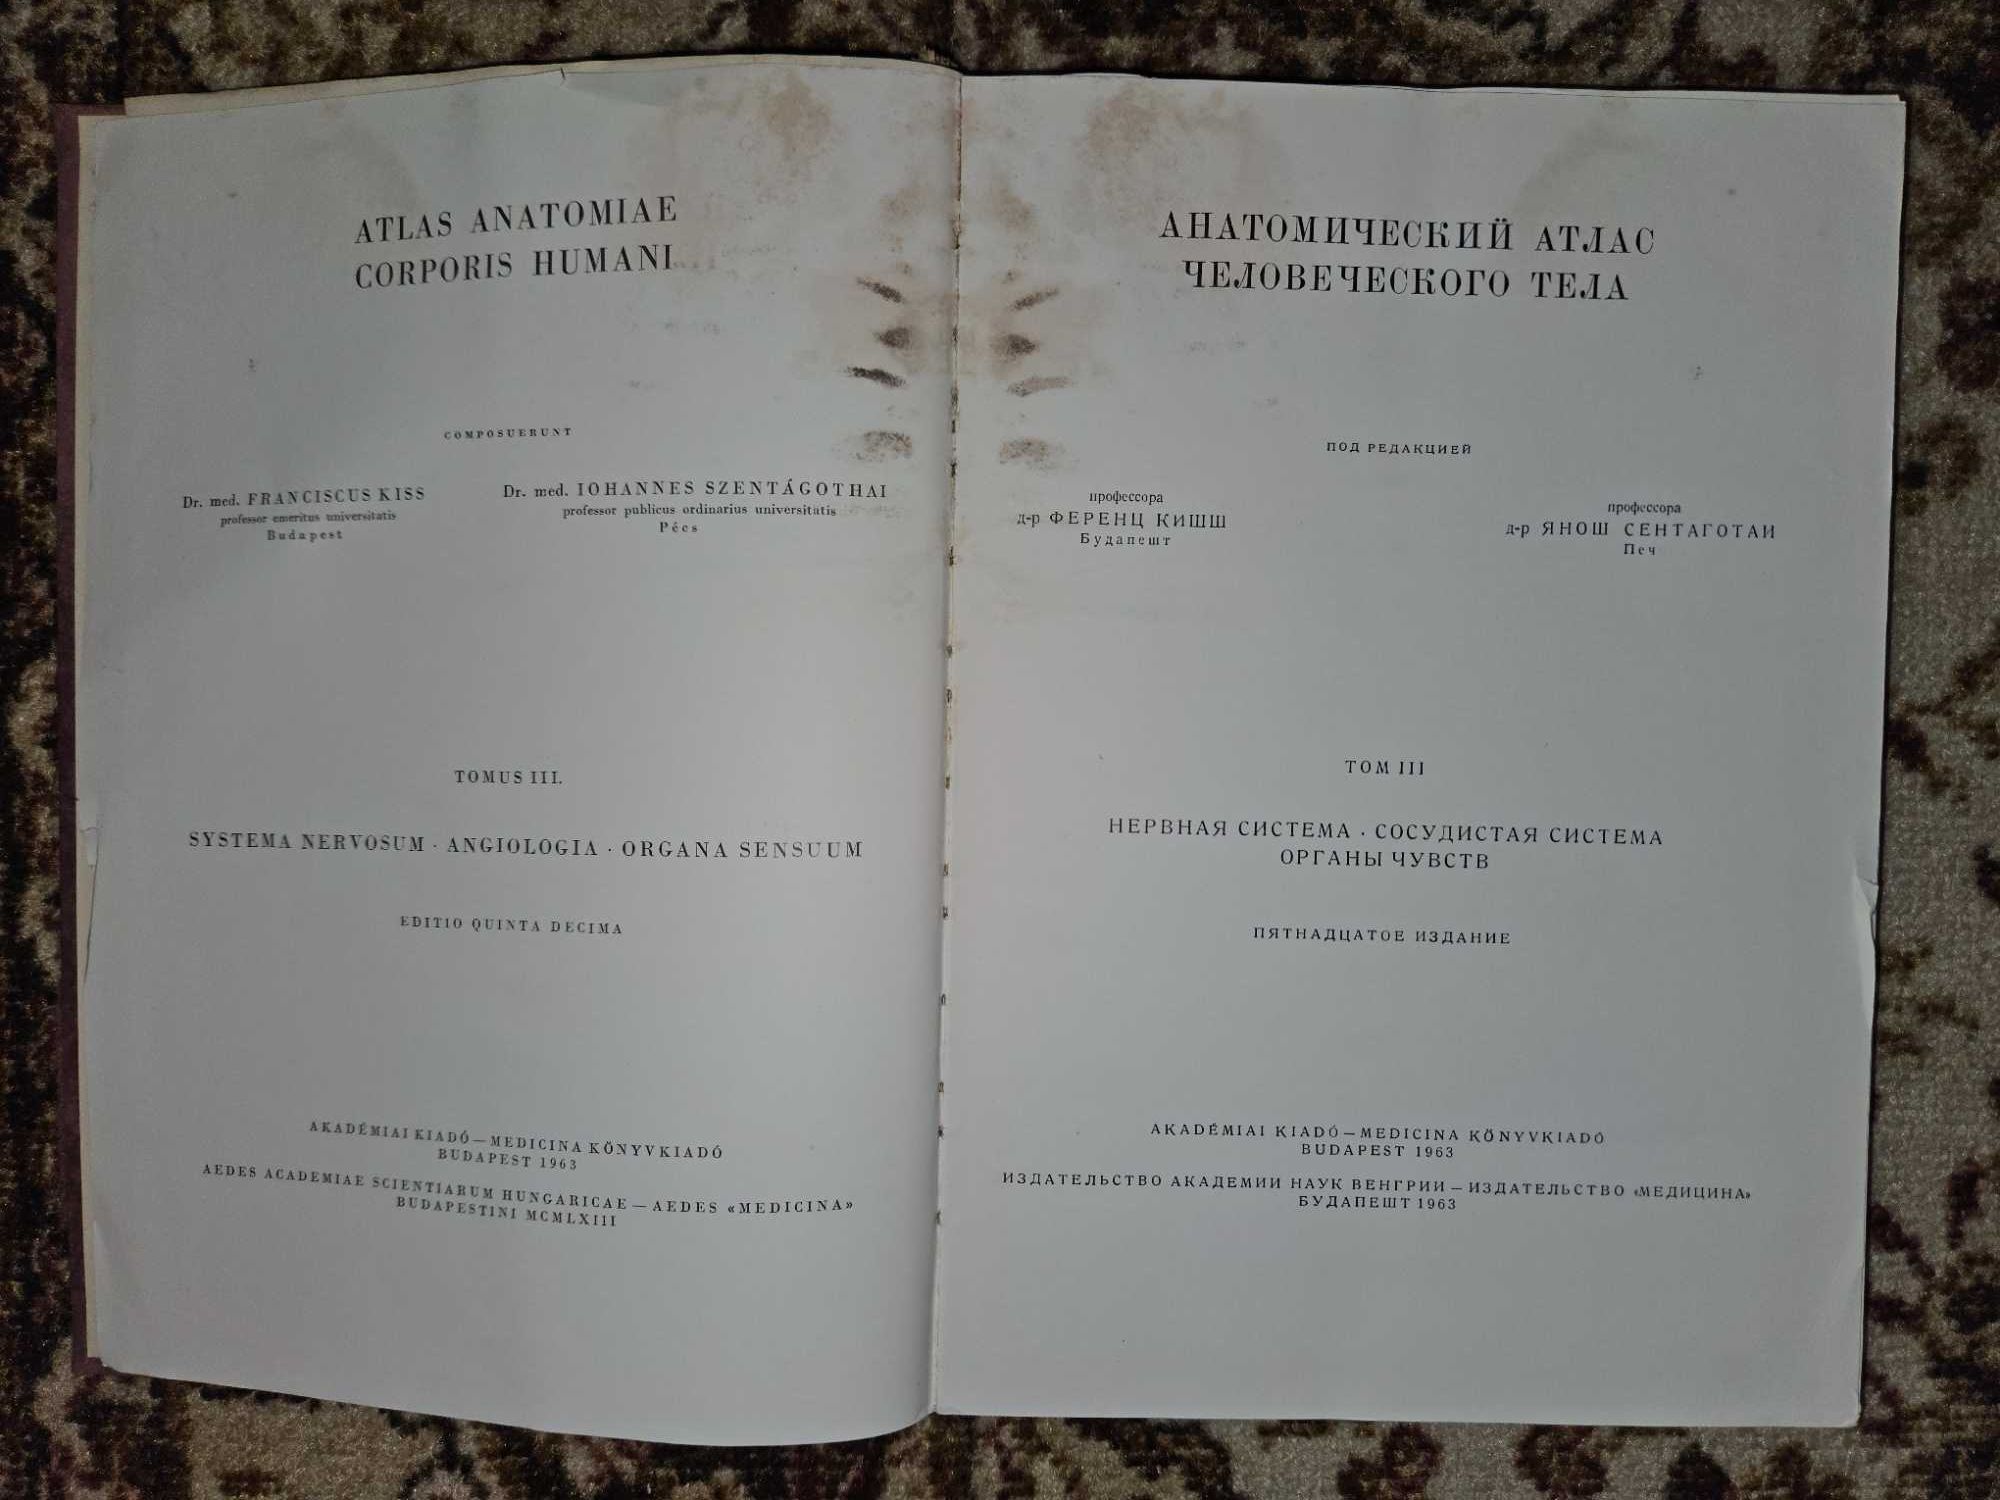 ATLAS ANATOMIAE
CORPORIS HUMANI
COMPOSUERUNT
Dr. med. FRANCISCUS KISS
professor emeritus universitatis
Budapest
Dr. med. IOHANNES SZENTÁGOTHAI
professor publicus ordinarius universitatis
Pécs
TOMUS III.
SYSTEMA NERVOSUM · ANGIOLOGIA · ORGANA SENSUUM
EDITIO QUINTA DECIMA
AKADÉMIAI KIADÓ — MEDICINA KÖNYVKIADÓ
BUDAPEST 1963
AEDES ACADEMIAE SCIENTIARUM HUNGARICAE — AEDES «MEDICINA»
BUDAPESTINI MCMLXIII
АНАТОМИЧЕСКИЙ АТЛАС
ЧЕЛОВЕЧЕСКОГО ТЕЛА
ПОД РЕДАКЦИЕЙ
профессора
д-р ФЕРЕНЦ КИШШ
Будапешт
профессора
д-р ЯНОШ СЕНТАГОТАИ
Печ
ТОМ III
НЕРВНАЯ СИСТЕМА · СОСУДИСТАЯ СИСТЕМА
ОРГАНЫ ЧУВСТВ
ПЯТНАДЦАТОЕ ИЗДАНИЕ
AKADÉMIAI KIADÓ — MEDICINA KÖNYVKIADÓ
BUDAPEST 1963
ИЗДАТЕЛЬСТВО АКАДЕМИИ НАУК ВЕНГРИИ — ИЗДАТЕЛЬСТВО «МЕДИЦИНА»
БУДАПЕШТ 1963